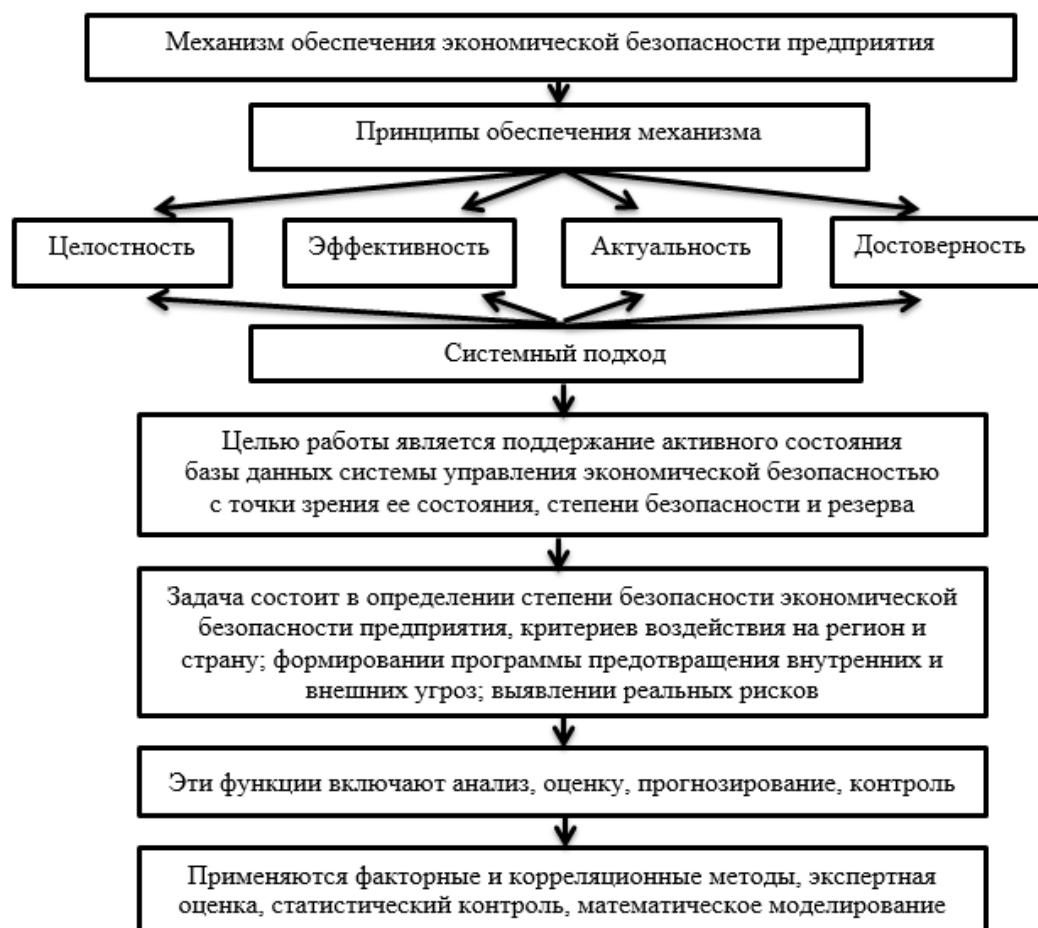 Механизм обеспечения экономической безопасности предприятия
Принципы обеспечения механизма
Целостность
Эффективность
Актуальность
Достоверность
Системный подход
Целью работы является поддержание активного состояния
базы данных системы управления экономической безопасностью
с точки зрения ее состояния, степени безопасности и резерва
Задача состоит в определении степени безопасности экономической
безопасности предприятия, критериев воздействия на регион и
страну; формировании программы предотвращения внутренних и
внешних угроз; выявлении реальных рисков
Эти функции включают анализ, оценку, прогнозирование, контроль
Применяются факторные и корреляционные методы, экспертная
оценка, статистический контроль, математическое моделирование